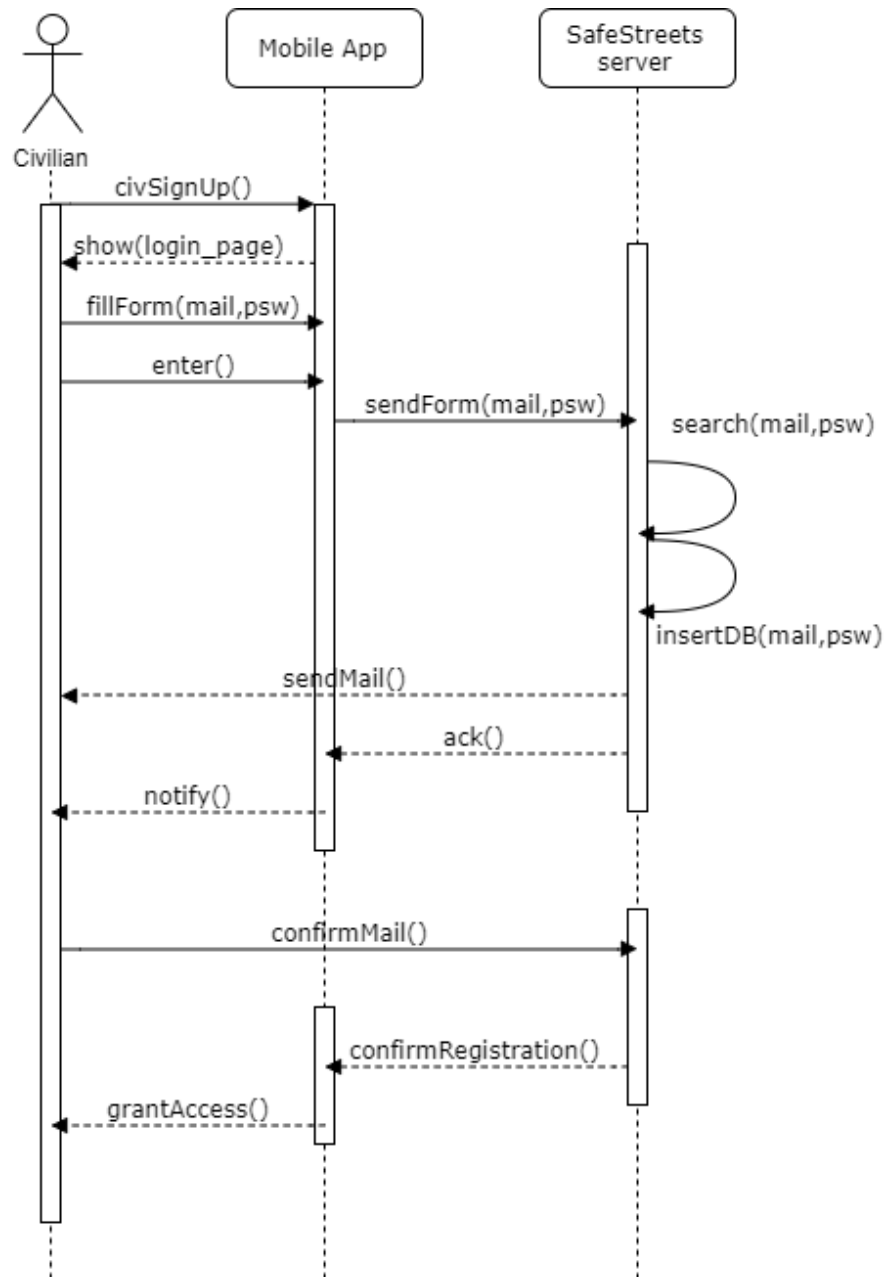 Mobile App
SafeStreets
server
Civilian
civSignUp()
show(login_page)
fillForm(mail,psw)
enter()
sendForm(mail,psw)
search(mail,psw)
insertDB(mail,psw)
sendMail()
ack()
notify()
confirmMail()
confirmRegistration()
grantAccess()